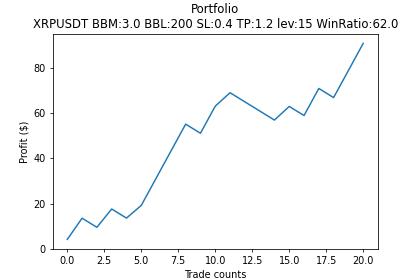 Portfolio
XRPUSDT BBM:3.0 BBL:200 SL:0.4 TP:1.2 lev:15 WinRatio:62.0
Profit ($)
80
60
40
20
0
0.0 2.5 5.0 7.5 10.0 12.5 15.0 17.5 20.0
Trade counts